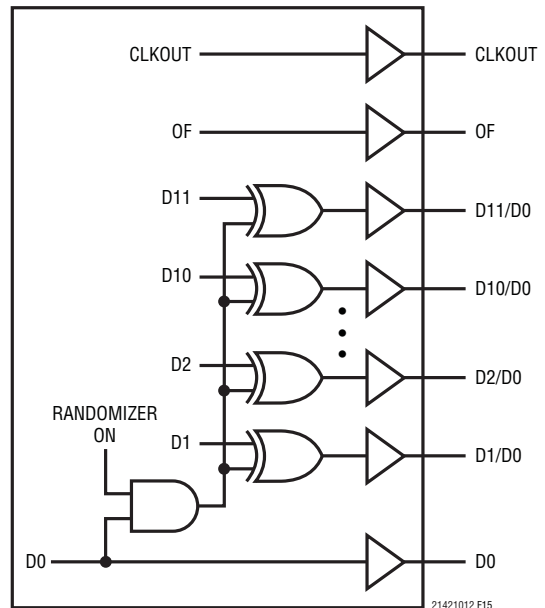 CLKOUT CLKOUT
OF OF
D11 D11/D0
D10 D10/D0
D2 D2/D0
RANDOMIZER
ON
D1 D1/D0
D0 D0
21421012 F15